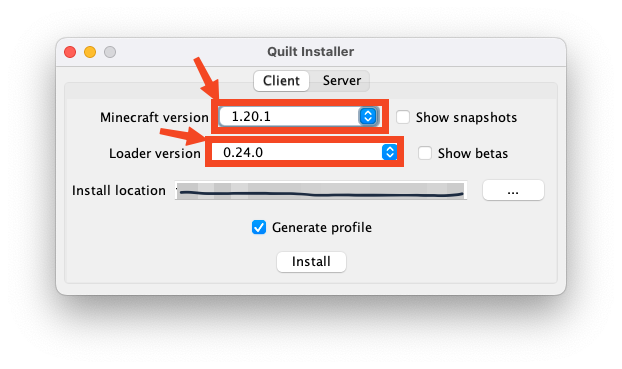 Quilt Installer
Client Server
Minecraft version 1.20.1 Show snapshots
Loader version 0.24.0 Show betas
Install location ...
Generate profile
Install